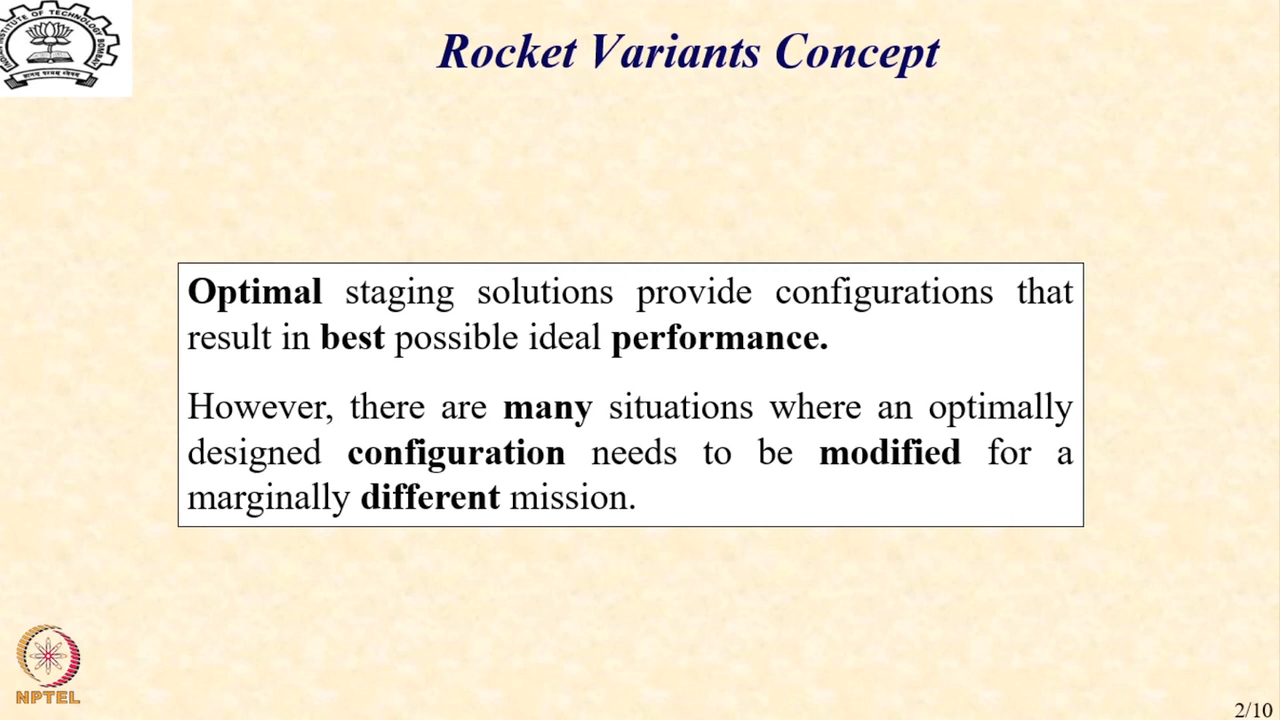 Rocket Variants Concept
Optimal staging solutions provide configurations that
result in best possible ideal performance.
However, there are many situations where an optimally
designed configuration needs to be modified for a
marginally different mission.
NPTEL
2/10